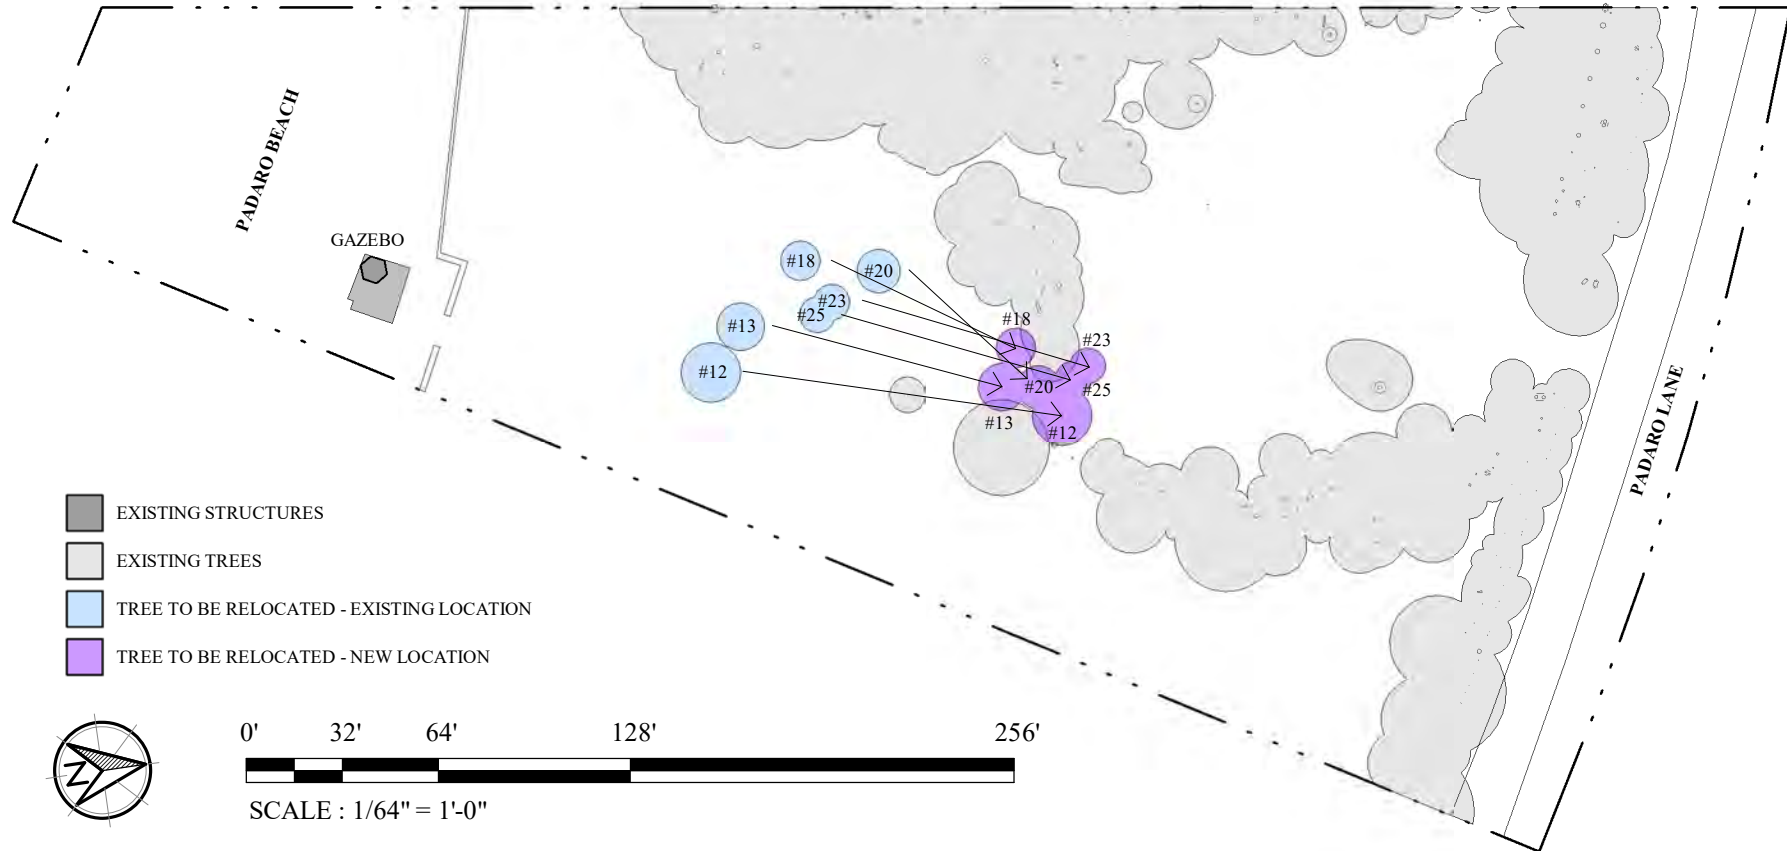 PADARO BEACH
GAZEBO
#18
#20
#23
#25
#13
#12
#18
#23
#20
#25
#13
#12
PADARO LANE
EXISTING STRUCTURES
EXISTING TREES
TREE TO BE RELOCATED - EXISTING LOCATION
TREE TO BE RELOCATED - NEW LOCATION
N
0' 32' 64' 128' 256'
SCALE : 1/64" = 1'-0"